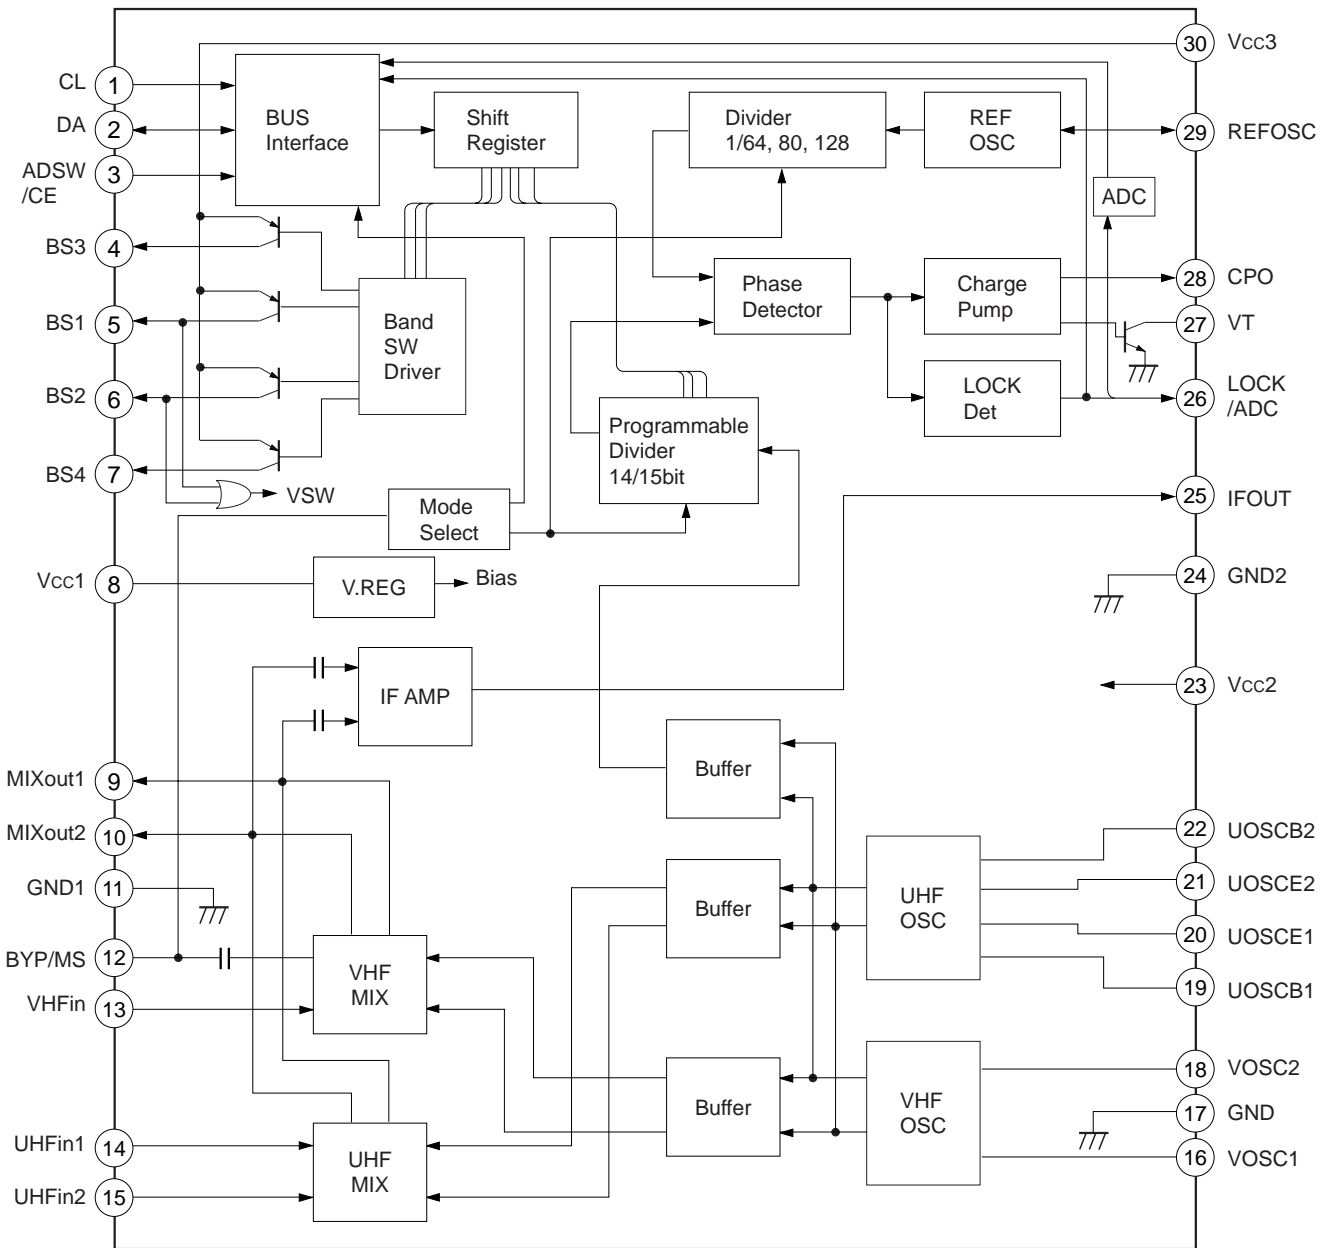 CL
1
DA
2
ADSW
/CE
3
BS3
4
BS1
5
BS2
6
BS4
7
Vcc1
8
MIXout1
9
MIXout2
10
GND1
11
BYP/MS
12
VHFin
13
UHFin1
14
UHFin2
15
BUS
Interface
Shift
Register
Divider
1/64, 80, 128
REF
OSC
ADC
Band
SW
Driver
Phase
Detector
Charge
Pump
LOCK
Det
Programmable
Divider
14/15bit
VSW
Mode
Select
V.REG
Bias
IF AMP
Buffer
Buffer
UHF
OSC
VHF
MIX
Buffer
VHF
OSC
UHF
MIX
30
Vcc3
29
REFOSC
28
CPO
27
VT
26
LOCK
/ADC
25
IFOUT
24
GND2
23
Vcc2
22
UOSCB2
21
UOSCE2
20
UOSCE1
19
UOSCB1
18
VOSC2
17
GND
16
VOSC1